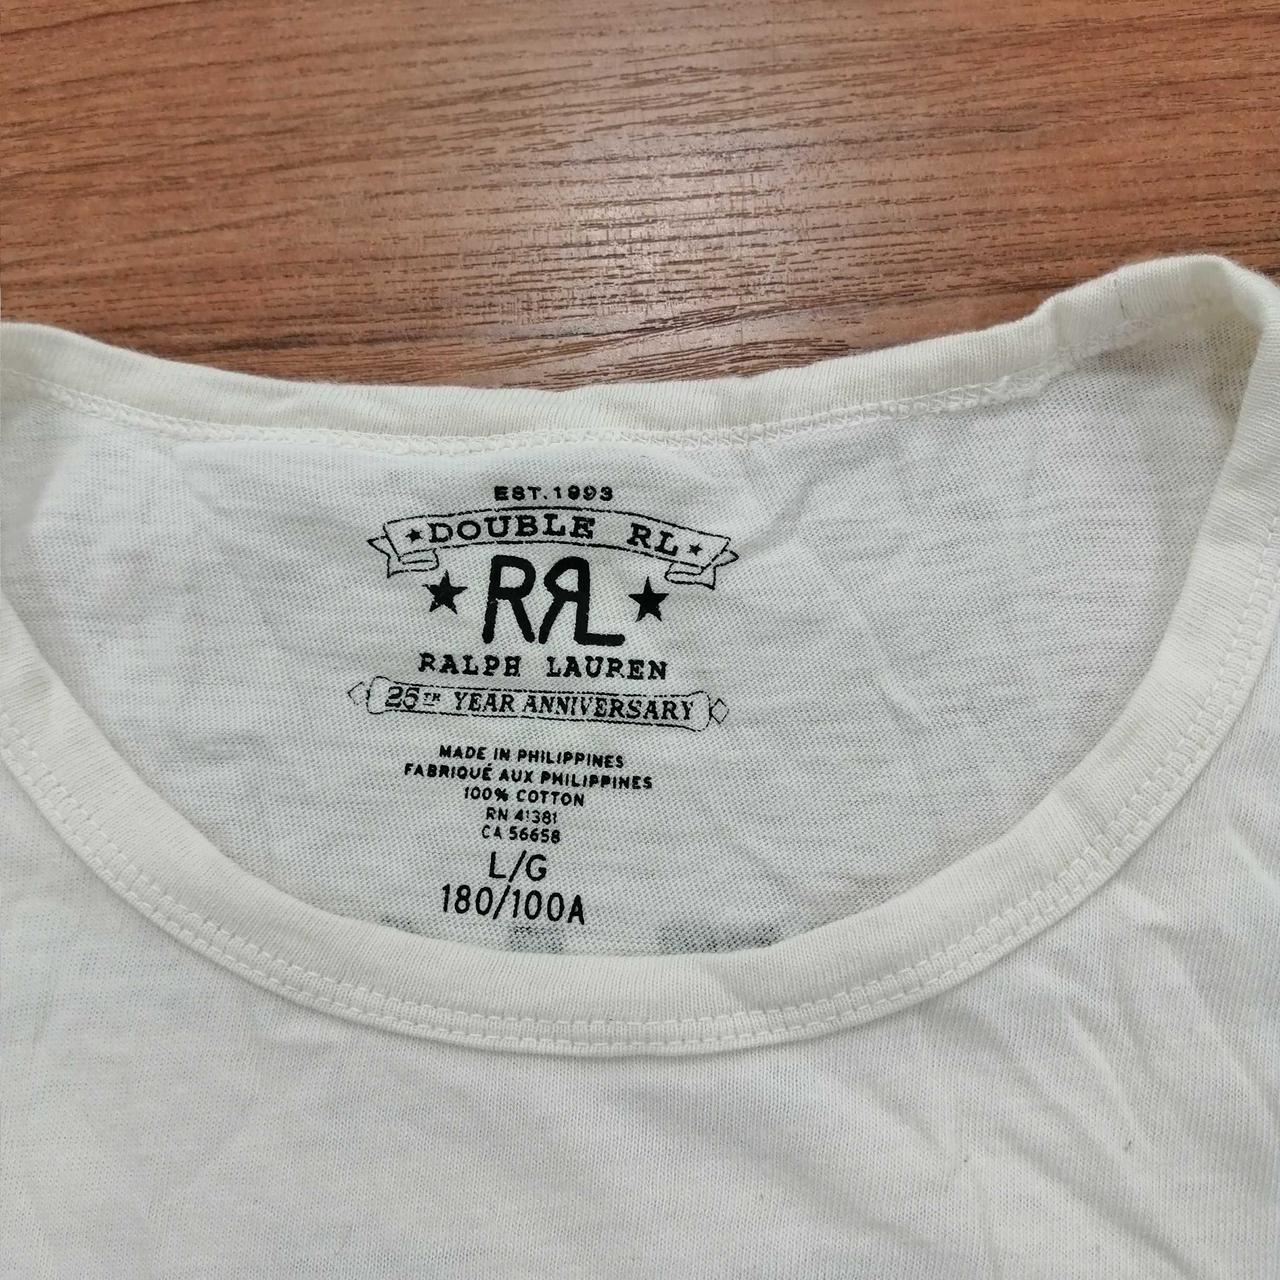 EST. 1993
★DOUBLE RL★
★ RRL ★
RALPH LAUREN
25TH YEAR ANNIVERSARY
MADE IN PHILIPPINES
FABRIQUÉ AUX PHILIPPINES
100% COTTON
RN 41381
CA 56658
L/G
180/100A